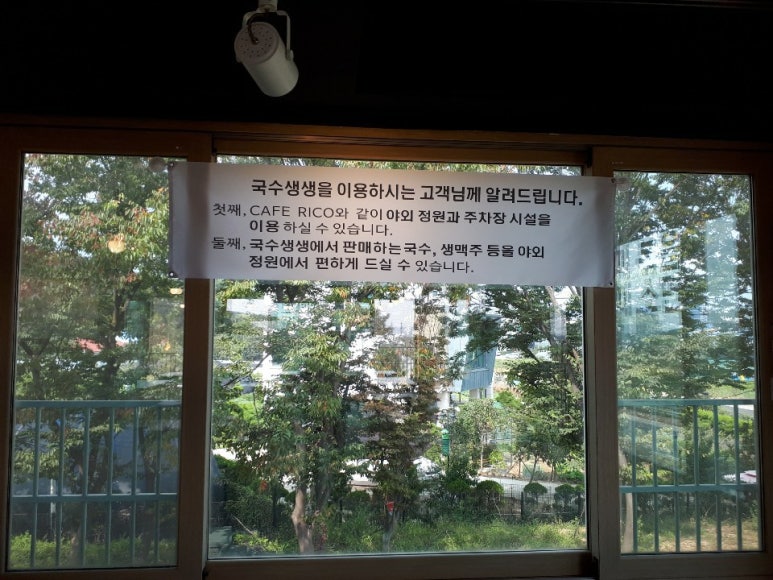 국수생생을 이용하시는 고객님께 알려드립니다.
첫째, CAFE RICO와 같이 야외 정원과 주차장 시설을
이용 하실 수 있습니다.
둘째, 국수생생에서 판매하는 국수, 생맥주 등을 야외
정원에서 편하게 드실 수 있습니다.